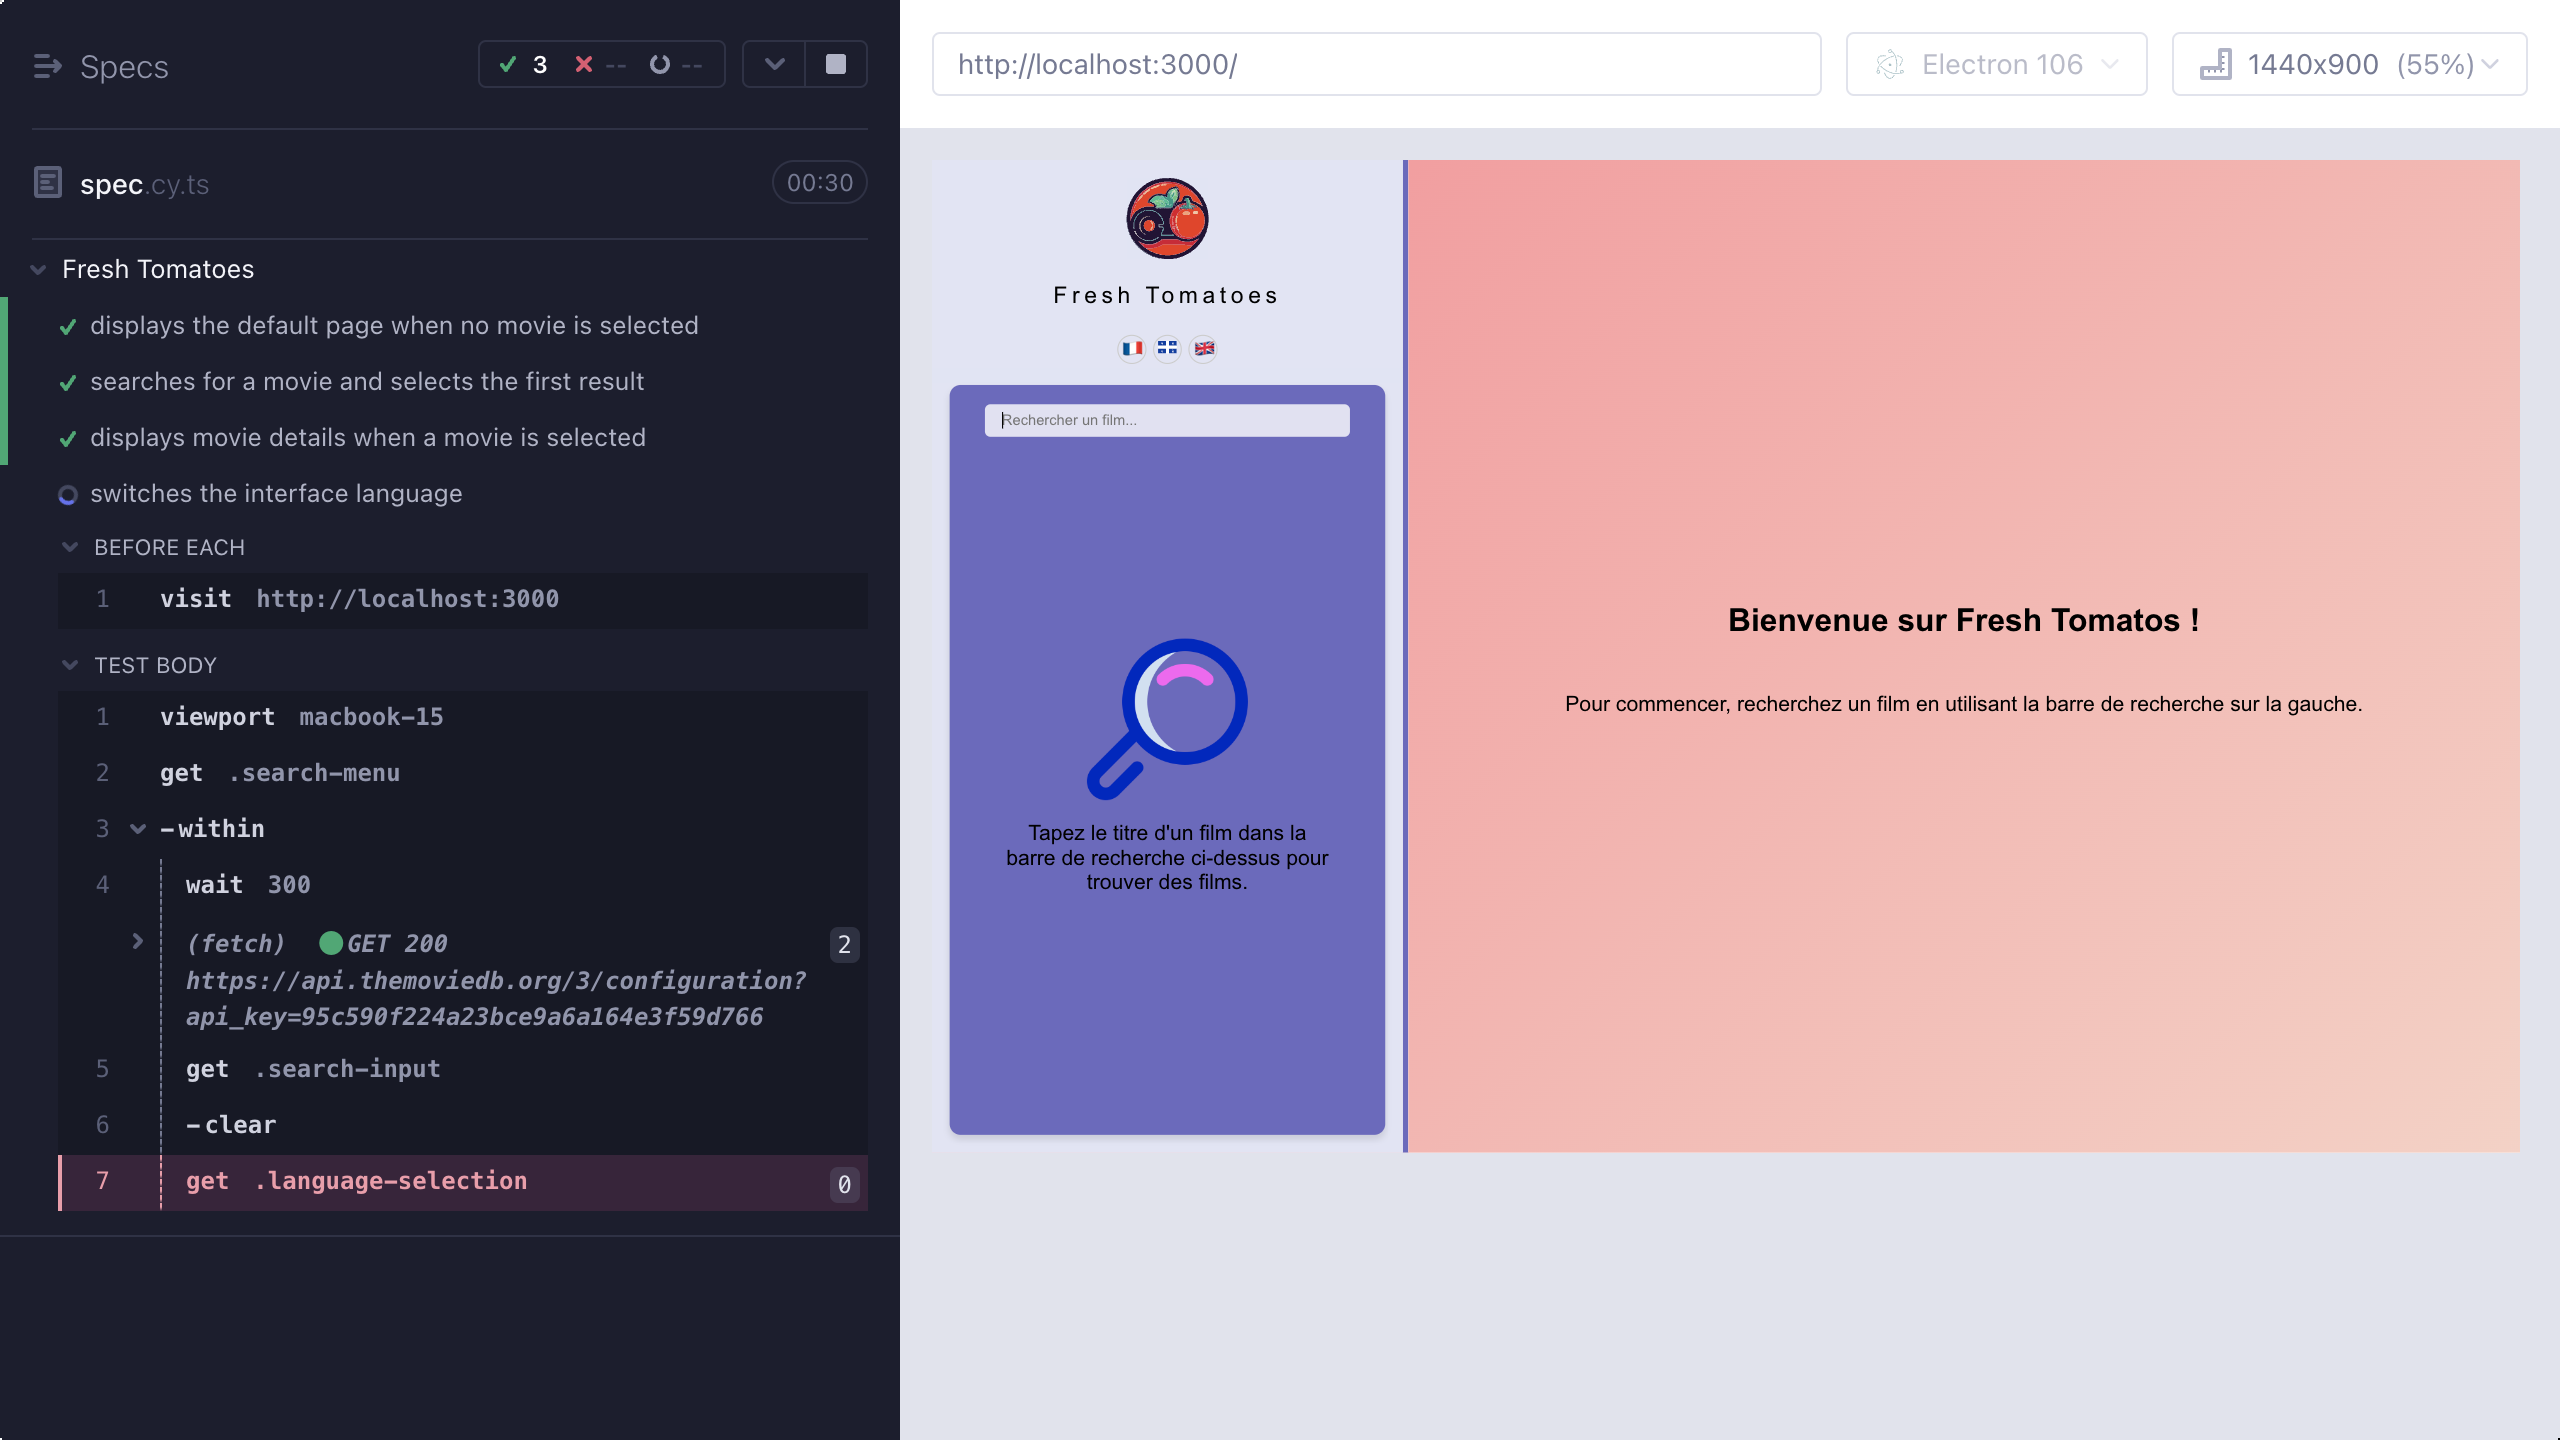 Specs
3 -- --
spec.cy.ts 00:30
Fresh Tomatoes
displays the default page when no movie is selected
searches for a movie and selects the first result
displays movie details when a movie is selected
switches the interface language
BEFORE EACH
1 visit http://localhost:3000
TEST BODY
1 viewport macbook-15
2 get .search-menu
3 -within
4 wait 300
(fetch) GET 200 2
https://api.themoviedb.org/3/configuration?
api_key=95c590f224a23bce9a6a164e3f59d766
5 get .search-input
6 -clear
7 get .language-selection 0
http://localhost:3000/ Electron 106 1440x900 (55%)
Fresh Tomatoes
Rechercher un film...
Tapez le titre d'un film dans la
barre de recherche ci-dessus pour
trouver des films.
Bienvenue sur Fresh Tomatos !
Pour commencer, recherchez un film en utilisant la barre de recherche sur la gauche.